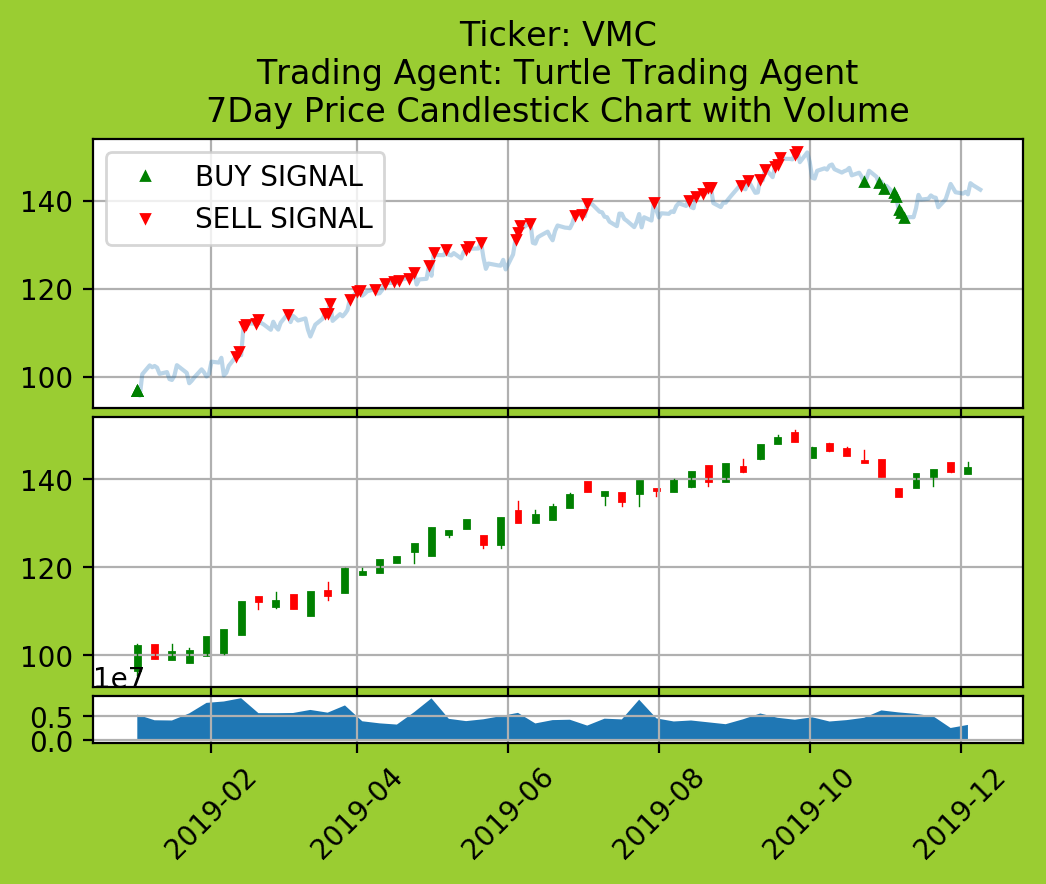 Ticker: VMC
Trading Agent: Turtle Trading Agent
7Day Price Candlestick Chart with Volume
BUY SIGNAL
SELL SIGNAL
140
120
100
140
120
100
1e7
0.5
0.0
2019-02
2019-04
2019-06
2019-08
2019-10
2019-12